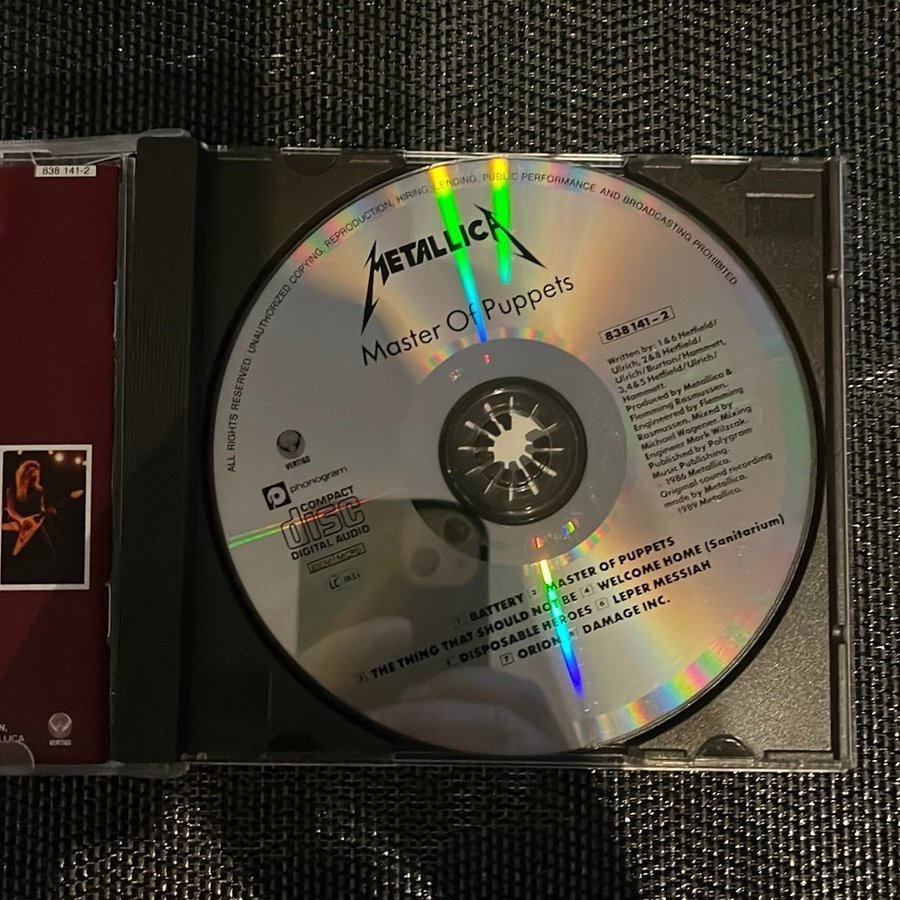 838 141-2
ALL RIGHTS RESERVED. UNAUTHORIZED COPYING, REPRODUCTION, HIRING, LENDING, PUBLIC PERFORMANCE AND BROADCASTING PROHIBITED
METALLICA
Master Of Puppets
838 141-2
Written by: 1 & 6 Hetfield/
Ulrich, 2 & 8 Hetfield/
Ulrich/Burton/Hammett,
3, 4 & 5 Hetfield/Ulrich/
Hammett.
Produced by Metallica &
Flemming Rasmussen.
Engineered by Flemming
Rasmussen. Mixed by
Michael Wagener. Mixing
Engineer Mark Wilzcak.
Published by Polygram
Music Publishing.
1986 Metallica.
Original sound recording
made by Metallica.
1989 Metallica.
VERTIGO
phonogram
COMPACT
disc
DIGITAL AUDIO
BIEM/MCPS
LC
1 BATTERY 2 MASTER OF PUPPETS
3 THE THING THAT SHOULD NOT BE 4 WELCOME HOME (Sanitarium)
5 DISPOSABLE HEROES 6 LEPER MESSIAH
7 ORION DAMAGE INC.
VERTIGO